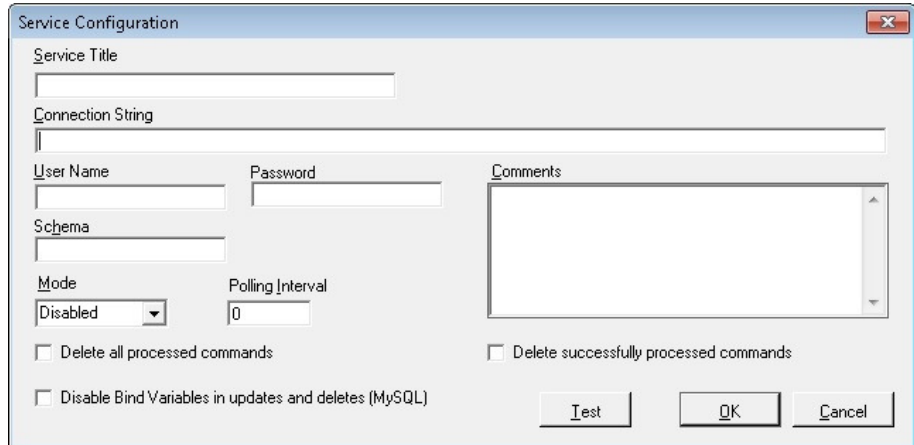 Service Configuration
Service Title
Connection String
User Name Password Comments
Schema
Mode Polling Interval
Disabled 0
Delete all processed commands Delete successfully processed commands
Disable Bind Variables in updates and deletes (MySQL)
Test OK Cancel